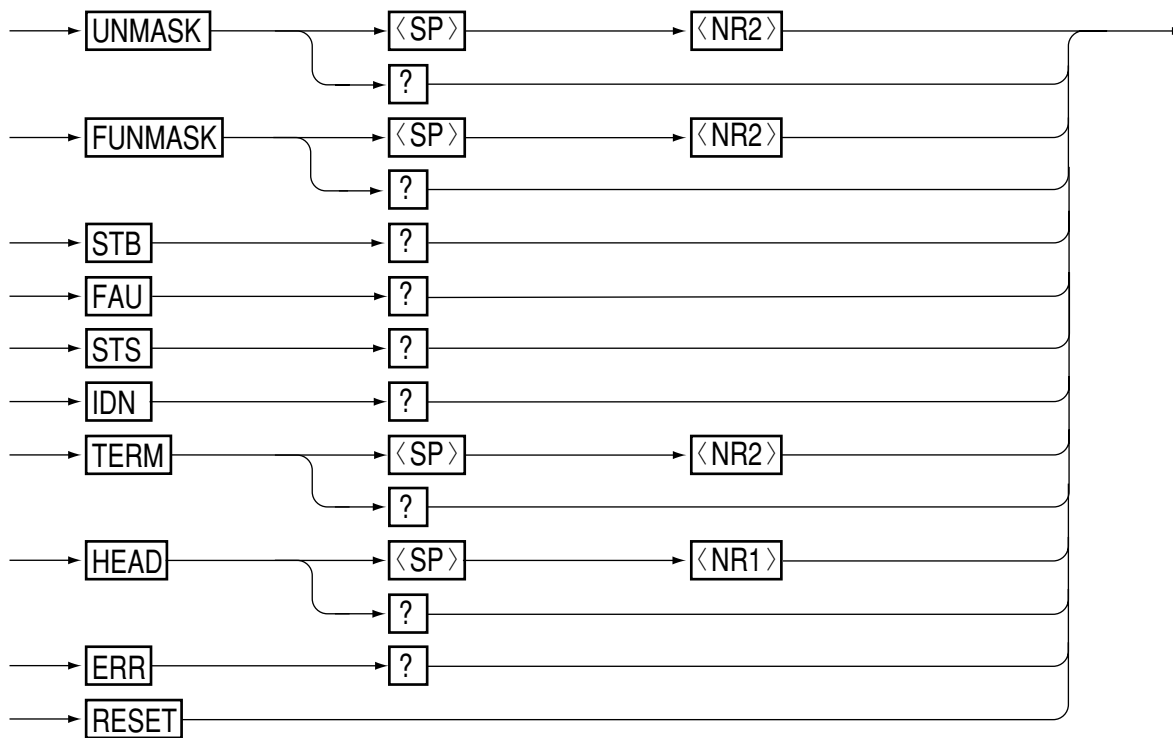 UNMASK 〈SP〉 〈NR2〉
?
FUNMASK 〈SP〉 〈NR2〉
?
STB ?
FAU ?
STS ?
IDN ?
TERM 〈SP〉 〈NR2〉
?
HEAD 〈SP〉 〈NR1〉
?
ERR ?
RESET